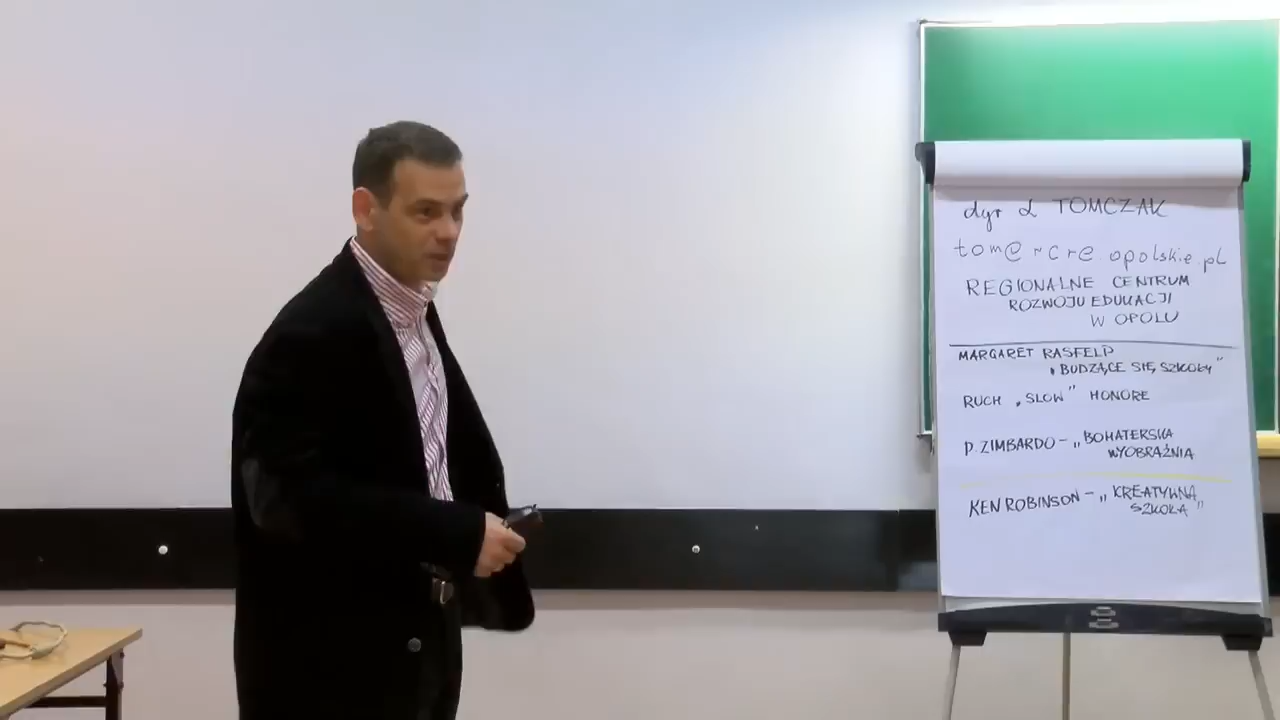 dyr L TOMCZAK
tom@rcre.opolskie.pl
REGIONALNE CENTRUM
ROZWOJU EDUKACJI
W OPOLU
MARGARET RASFELD
„BUDZĄCE SIĘ SZKOŁY"
RUCH „SLOW" HONORE
P. ZIMBARDO - „BOHATERSKA
WYOBRAŹNIA
KEN ROBINSON - „KREATYWNA
SZKOŁA"